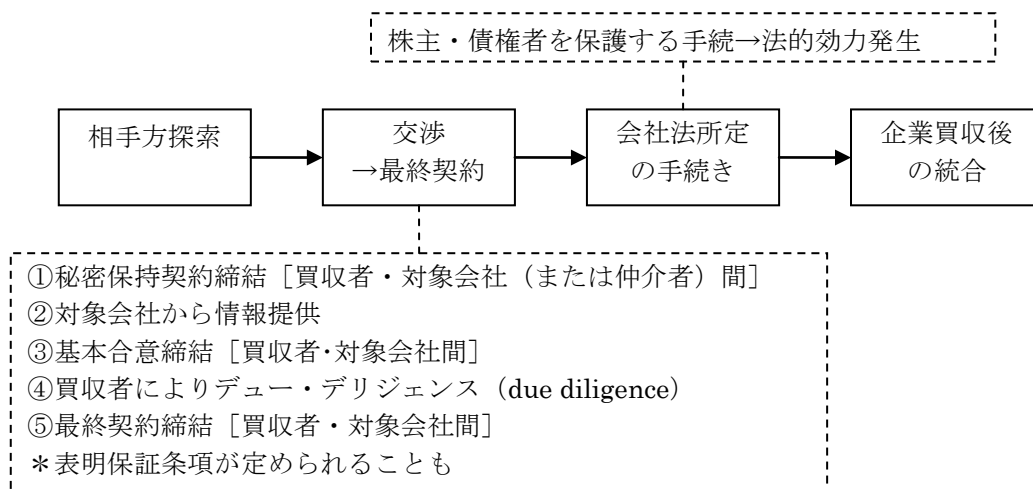 株主・債権者を保護する手続→法的効力発生
相手方探索
交渉
→最終契約
会社法所定
の手続き
企業買収後
の統合
①秘密保持契約締結［買収者・対象会社（または仲介者）間］
②対象会社から情報提供
③基本合意締結［買収者･対象会社間］
④買収者によりデュー・デリジェンス（due diligence）
⑤最終契約締結［買収者・対象会社間］
＊表明保証条項が定められることも